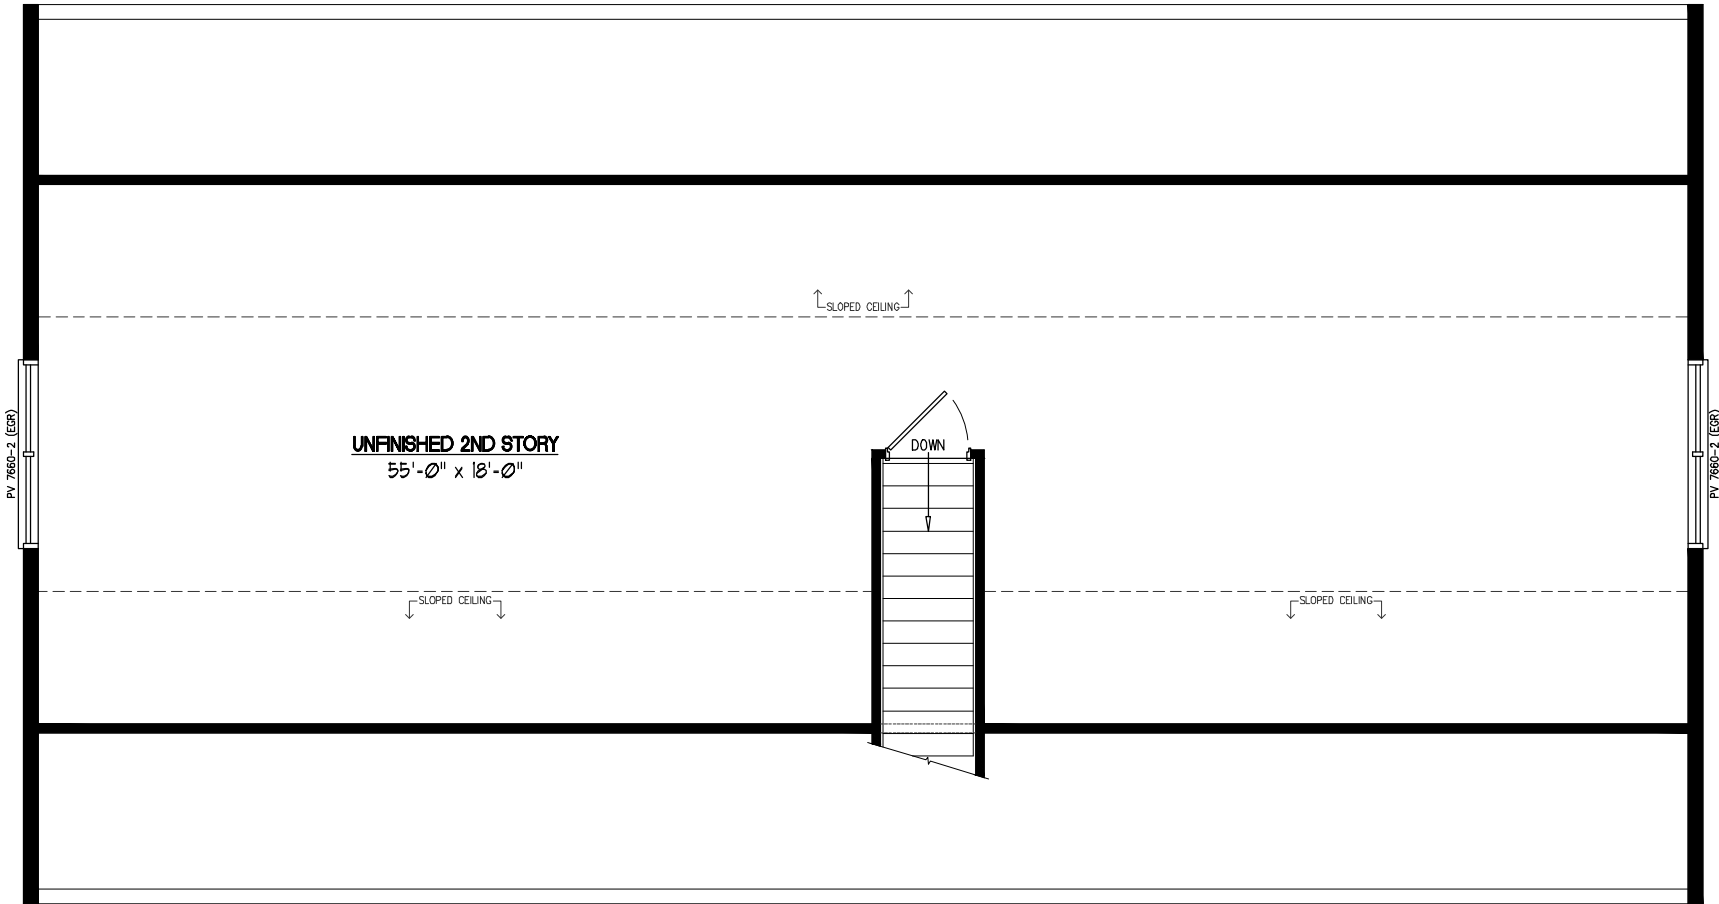 SLOPED CEILING
PV 7660-2 (EGR)
UNFINISHED 2ND STORY
55'-0" x 18'-0"
DOWN
PV 7660-2 (EGR)
SLOPED CEILING
SLOPED CEILING